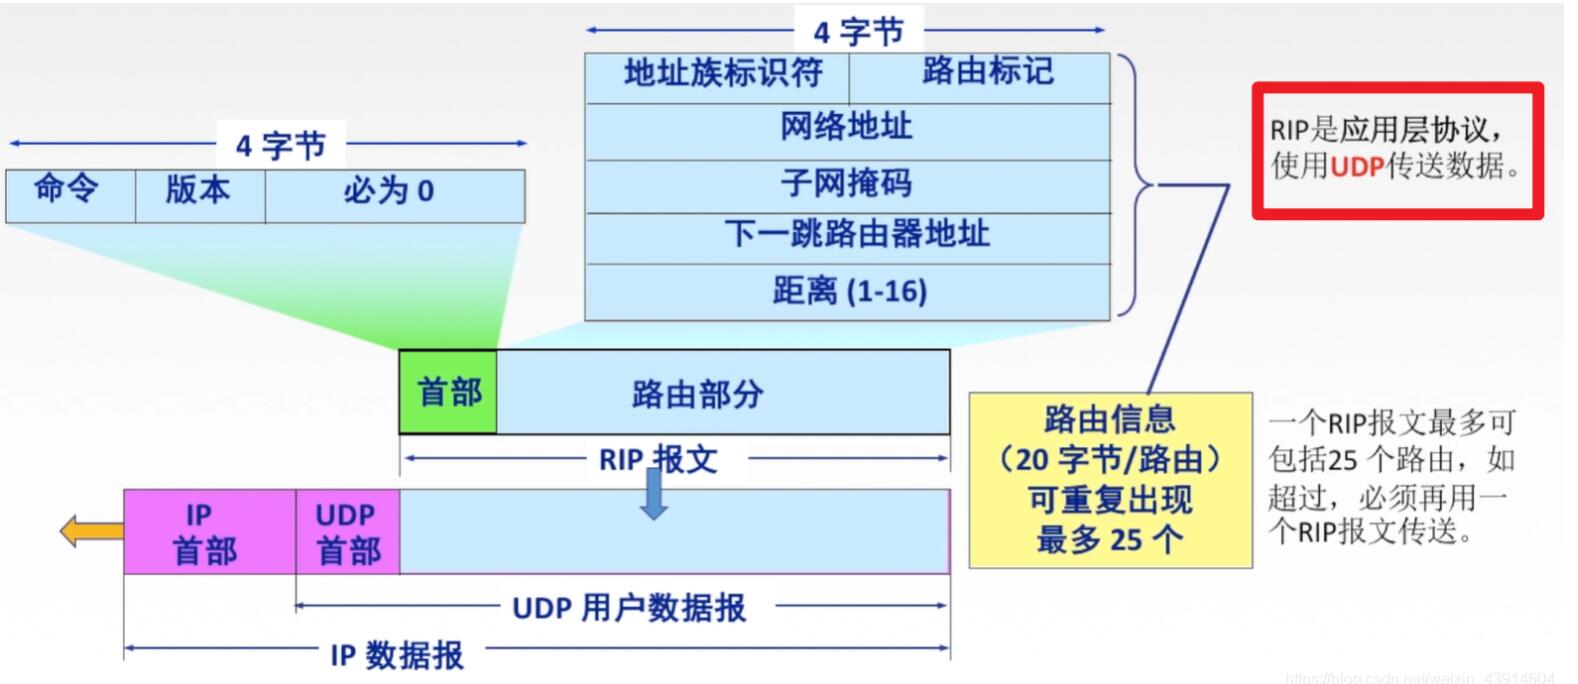 4 字节
地址族标识符
路由标记
网络地址
子网掩码
下一跳路由器地址
距离 (1-16)
4 字节
命令
版本
必为 0
RIP是应用层协议，
使用UDP传送数据。
首部
路由部分
RIP 报文
路由信息
（20 字节/路由）
可重复出现
最多 25 个
一个RIP报文最多可
包括25 个路由，如
超过，必须再用一
个RIP报文传送。
IP
首部
UDP
首部
UDP 用户数据报
IP 数据报
https://blog.csdn.net/weixin_43914604